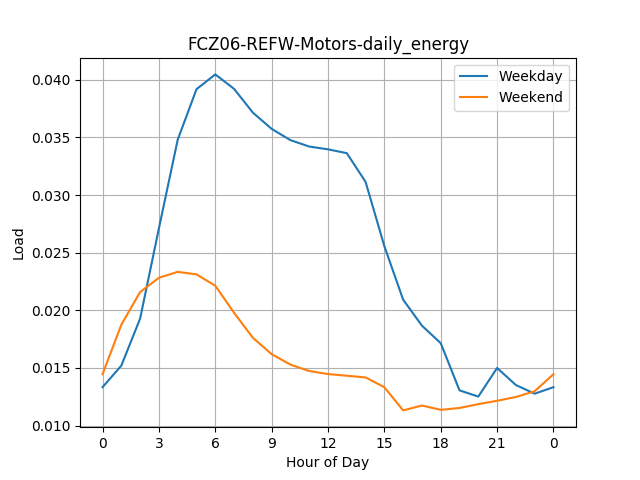 FCZ06-REFW-Motors-daily_energy
Weekday
Weekend
0.040
0.035
0.030
0.025
0.020
0.015
0.010
Load
0 3 6 9 12 15 18 21 0
Hour of Day